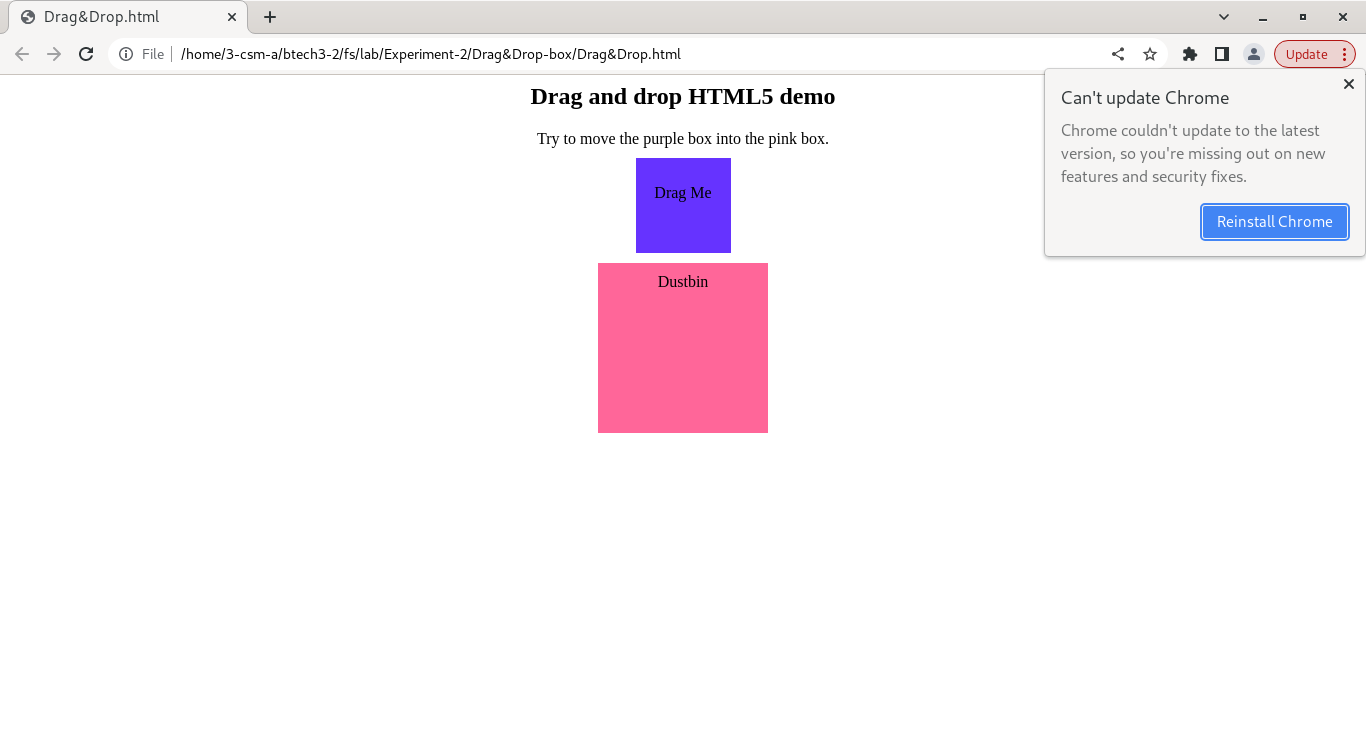 Drag&Drop.html
File
/home/3-csm-a/btech3-2/fs/lab/Experiment-2/Drag&Drop-box/Drag&Drop.html
Update
Can't update Chrome
Chrome couldn't update to the latest
version, so you're missing out on new
features and security fixes.
Reinstall Chrome
Drag and drop HTML5 demo
Try to move the purple box into the pink box.
Drag Me
Dustbin